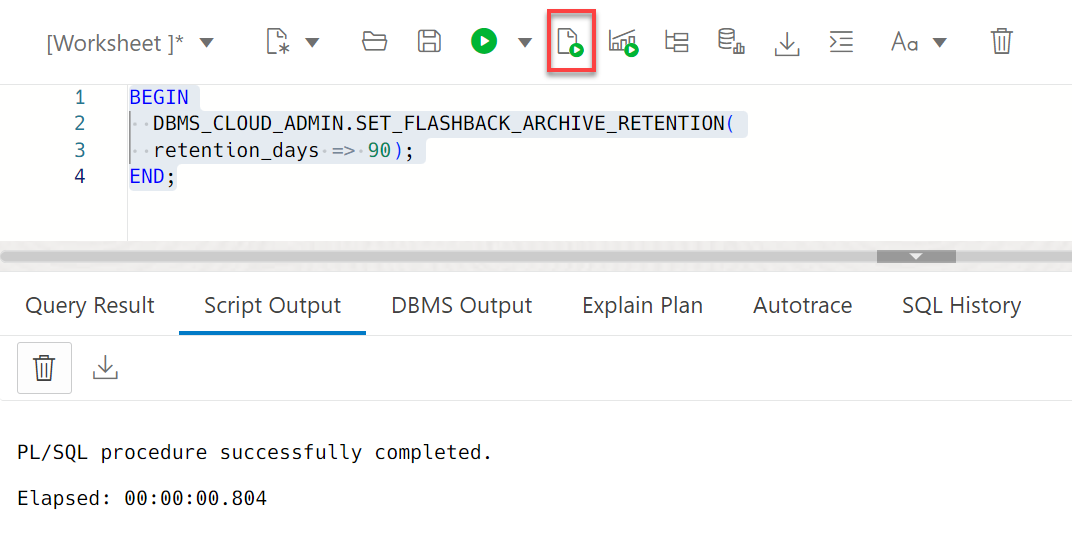 [Worksheet ]*
Aa
1 BEGIN
2 DBMS_CLOUD_ADMIN.SET_FLASHBACK_ARCHIVE_RETENTION(
3 retention_days => 90);
4 END;
Query Result Script Output DBMS Output Explain Plan Autotrace SQL History
PL/SQL procedure successfully completed.
Elapsed: 00:00:00.804